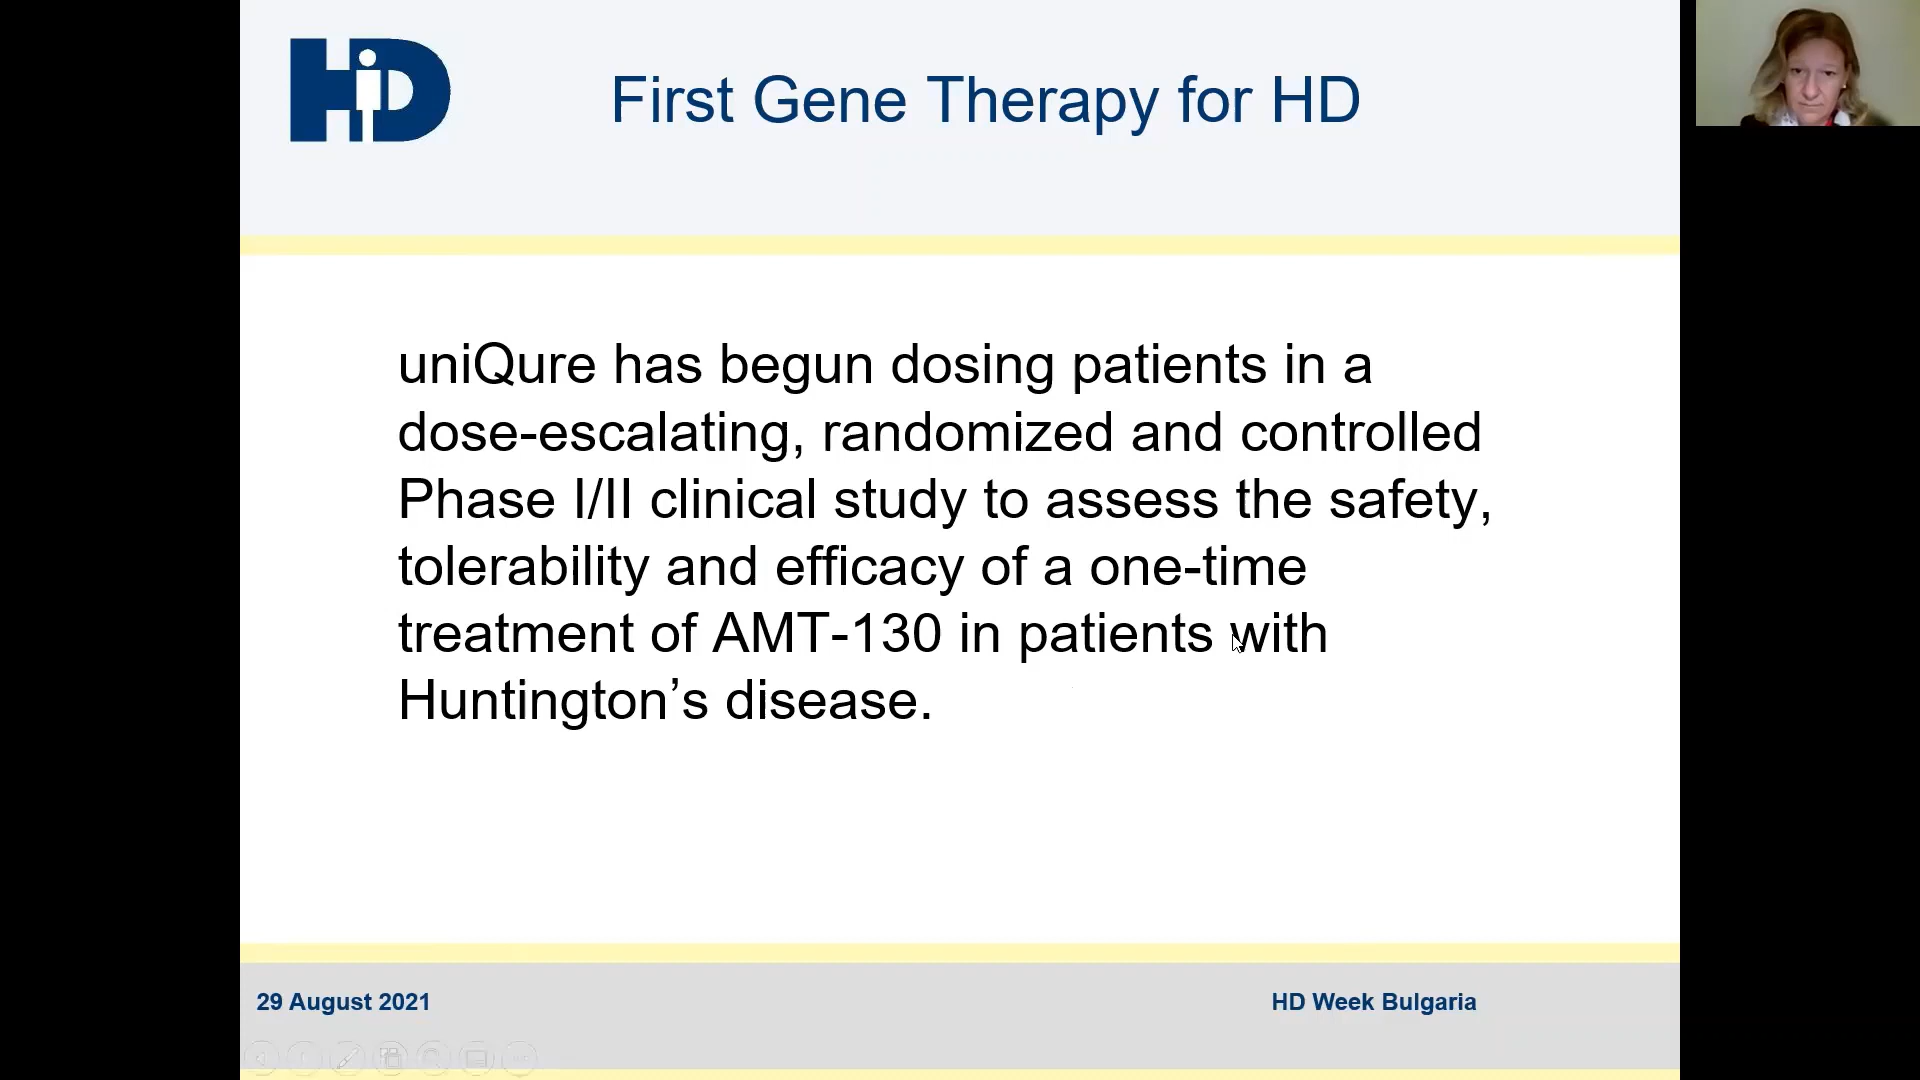 HD
First Gene Therapy for HD
uniQure has begun dosing patients in a
dose-escalating, randomized and controlled
Phase I/II clinical study to assess the safety,
tolerability and efficacy of a one-time
treatment of AMT-130 in patients with
Huntington’s disease.
29 August 2021
HD Week Bulgaria